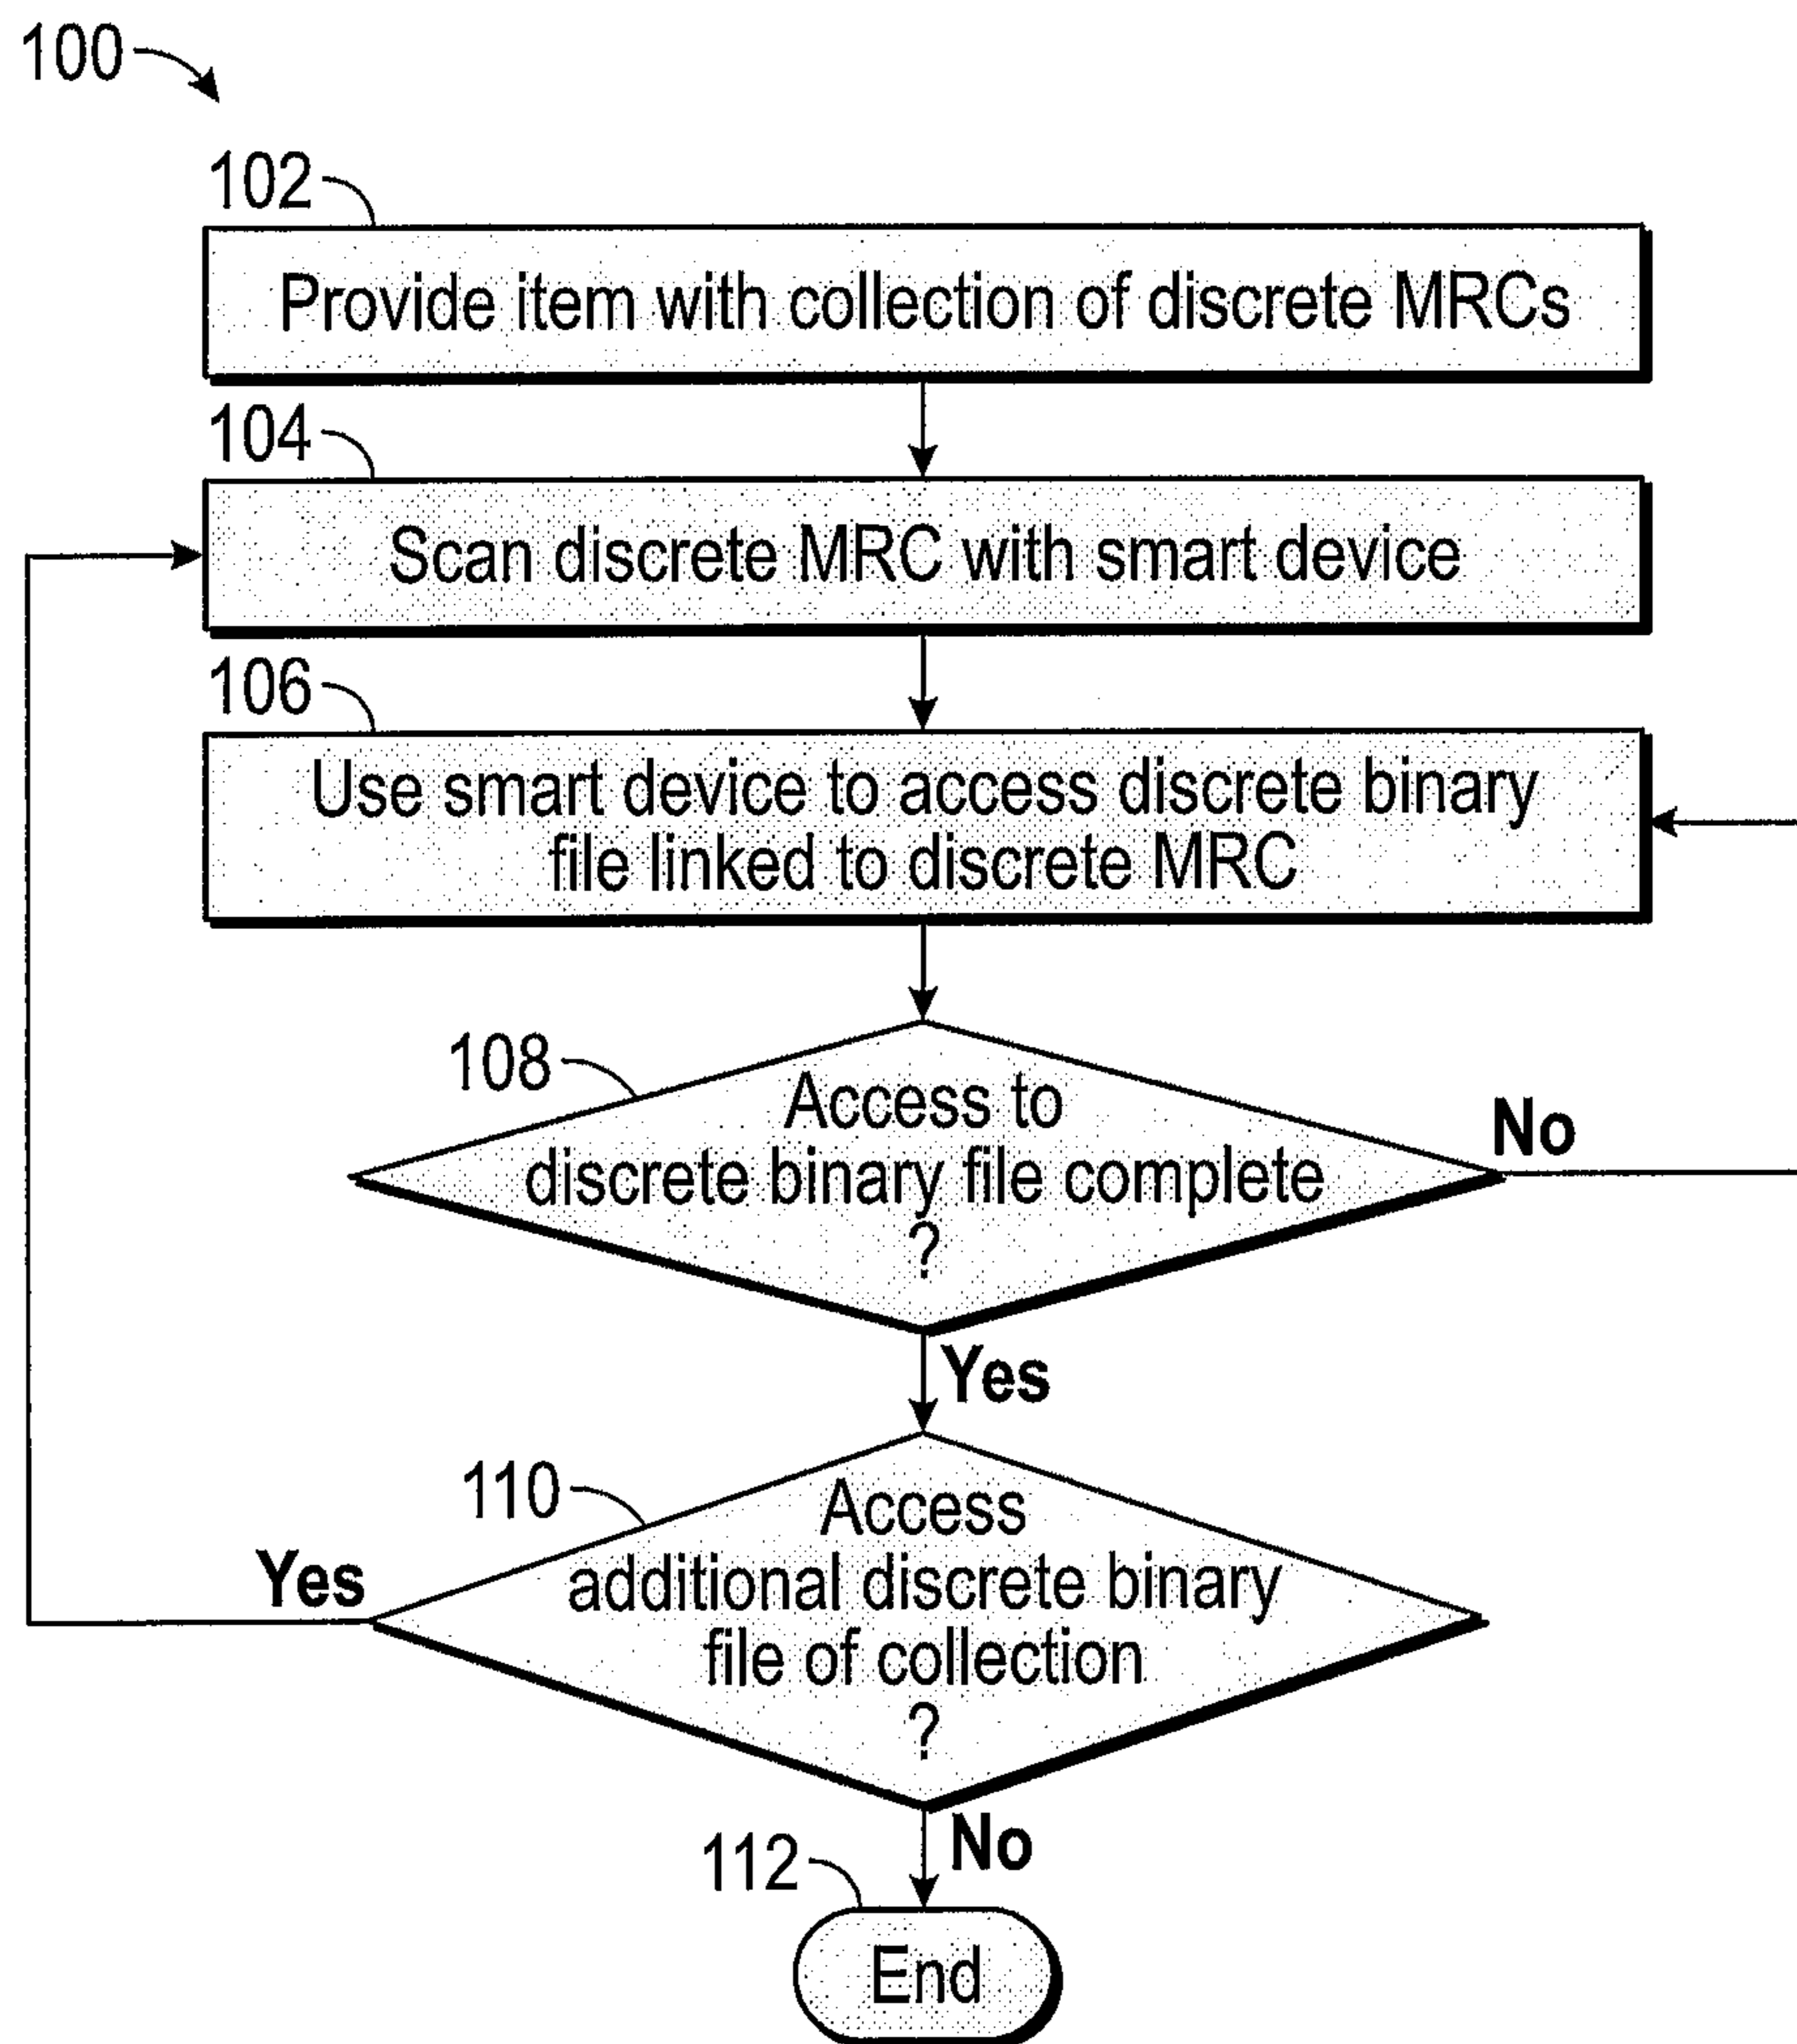 100
102
Provide item with collection of discrete MRCs
104
Scan discrete MRC with smart device
106
Use smart device to access discrete binary
file linked to discrete MRC
108
Access to
discrete binary file complete
?
No
Yes
110
Access
additional discrete binary
file of collection
?
Yes
No
112
End